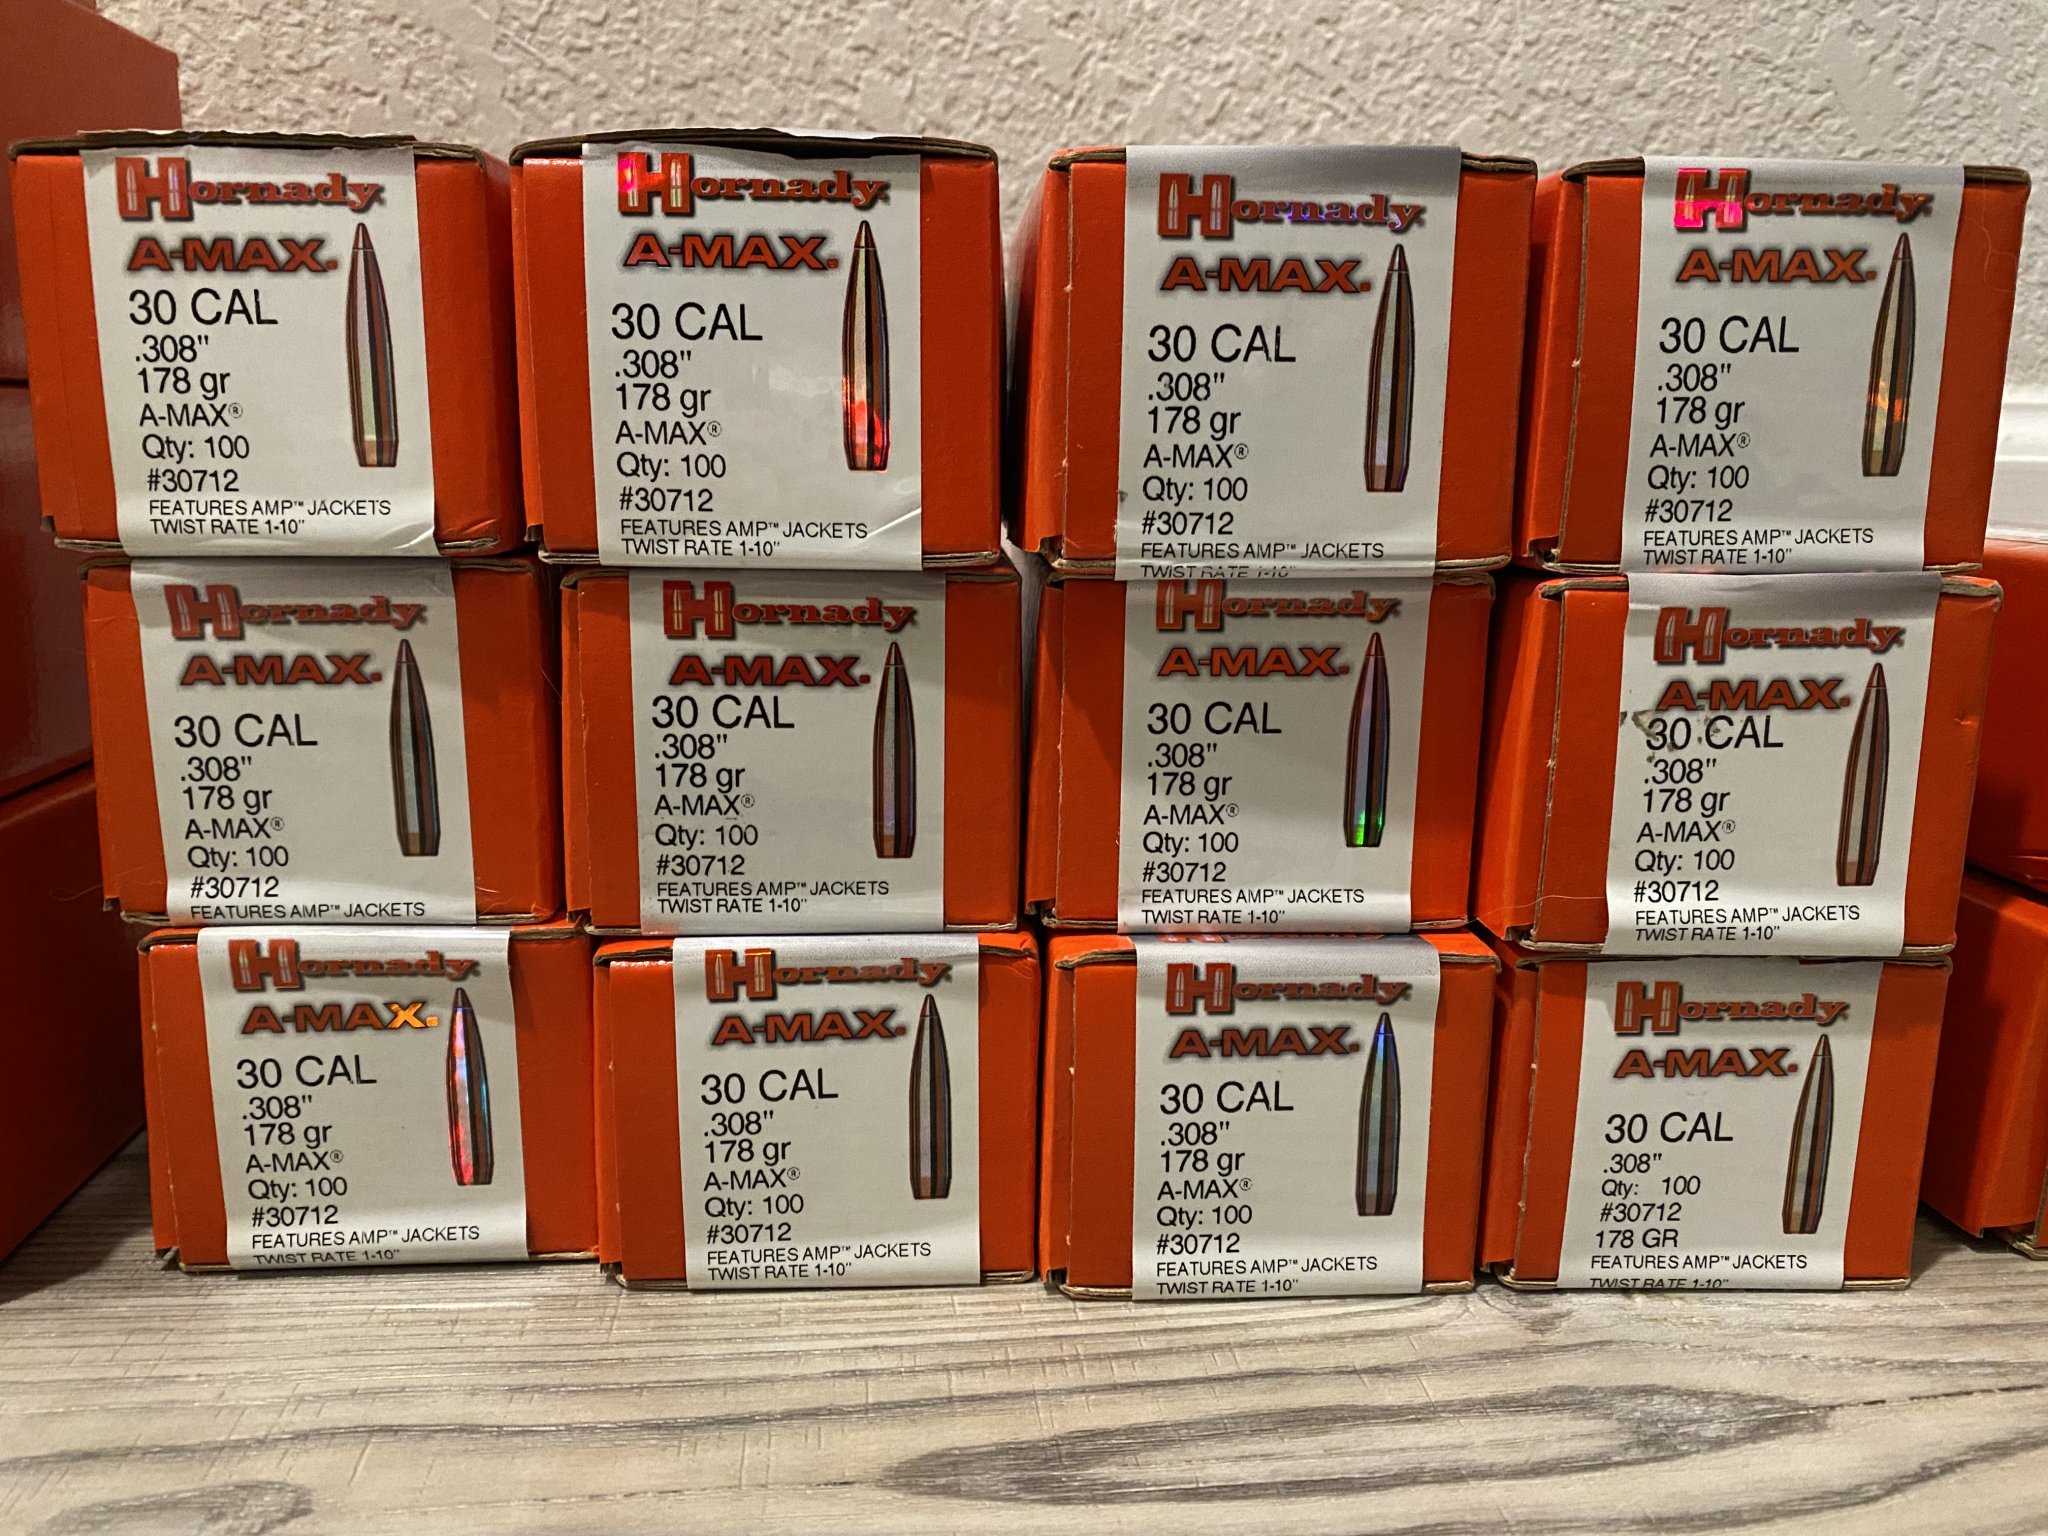 Hornady
A-MAX.
30 CAL
.308"
178 gr
A-MAX®
Qty: 100
#30712
FEATURES AMP™ JACKETS
TWIST RATE 1-10"
Hornady
A-MAX.
30 CAL
.308"
178 gr
A-MAX®
Qty: 100
#30712
FEATURES AMP™ JACKETS
TWIST RATE 1-10"
Hornady
A-MAX.
30 CAL
.308"
178 gr
A-MAX®
Qty: 100
#30712
FEATURES AMP™ JACKETS
TWIST RATE 1-10"
Hornady
A-MAX.
30 CAL
.308"
178 gr
A-MAX®
Qty: 100
#30712
FEATURES AMP™ JACKETS
TWIST RATE 1-10"
Hornady
A-MAX.
30 CAL
.308"
178 gr
A-MAX®
Qty: 100
#30712
FEATURES AMP™ JACKETS
Hornady
A-MAX.
30 CAL
.308"
178 gr
A-MAX®
Qty: 100
#30712
FEATURES AMP™ JACKETS
TWIST RATE 1-10"
Hornady
A-MAX.
30 CAL
.308"
178 gr
A-MAX®
Qty: 100
#30712
FEATURES AMP™ JACKETS
TWIST RATE 1-10"
Hornady
A-MAX.
30 CAL
.308"
178 gr
A-MAX®
Qty: 100
#30712
FEATURES AMP™ JACKETS
TWIST RATE 1-10"
Hornady
A-MAX.
30 CAL
.308"
178 gr
A-MAX®
Qty: 100
#30712
FEATURES AMP™ JACKETS
TWIST RATE 1-10"
Hornady
A-MAX.
30 CAL
.308"
178 gr
A-MAX®
Qty: 100
#30712
FEATURES AMP™ JACKETS
TWIST RATE 1-10"
Hornady
A-MAX.
30 CAL
.308"
178 gr
A-MAX®
Qty: 100
#30712
FEATURES AMP™ JACKETS
TWIST RATE 1-10"
Hornady
A-MAX.
30 CAL
.308"
Qty: 100
#30712
178 GR
FEATURES AMP™ JACKETS
TWIST RATE 1-10"